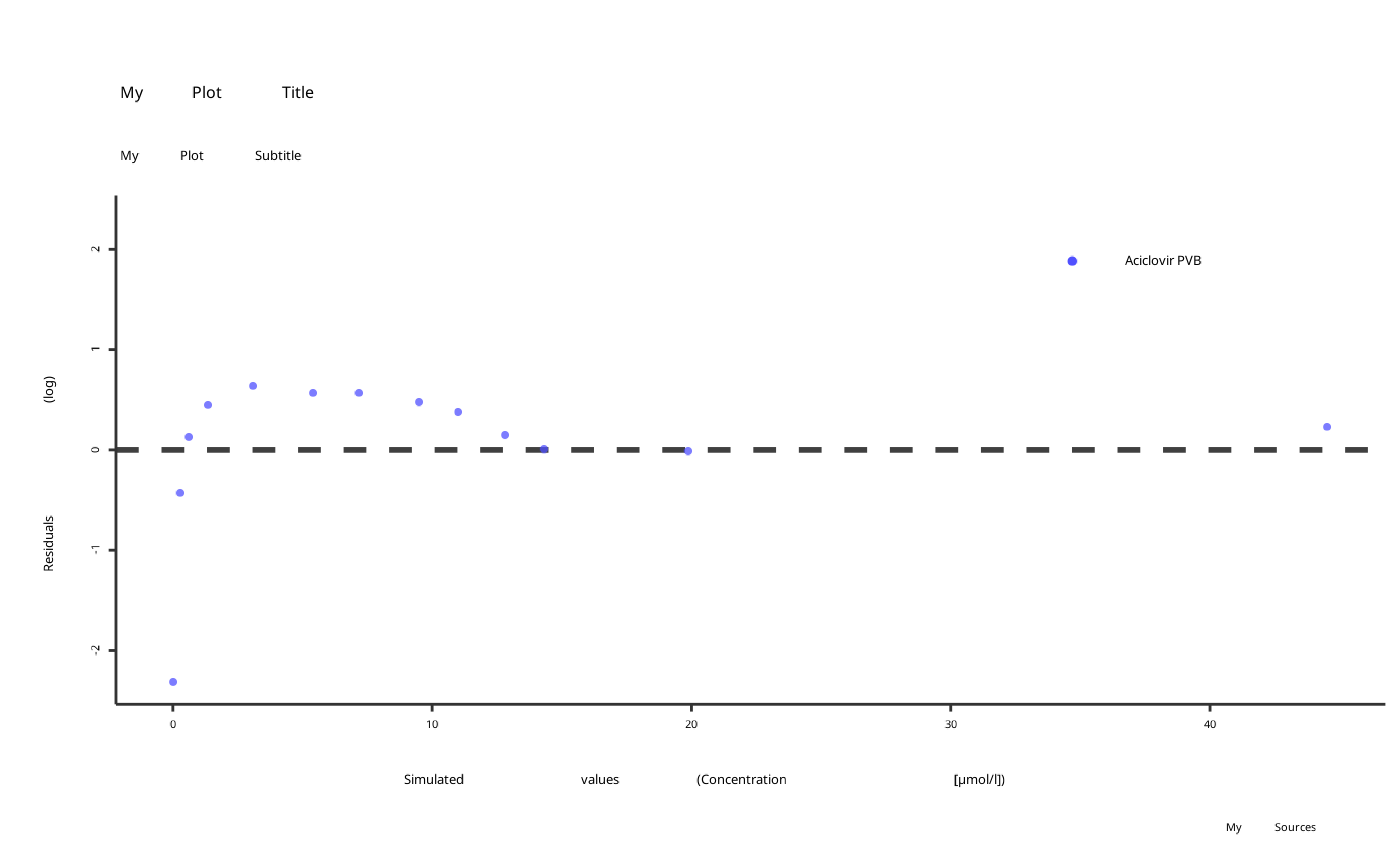 My Plot Title
My Plot Subtitle
2
1
0
-1
-2
Residuals (log)
Aciclovir PVB
0 10 20 30 40
Simulated values (Concentration [µmol/l])
My Sources